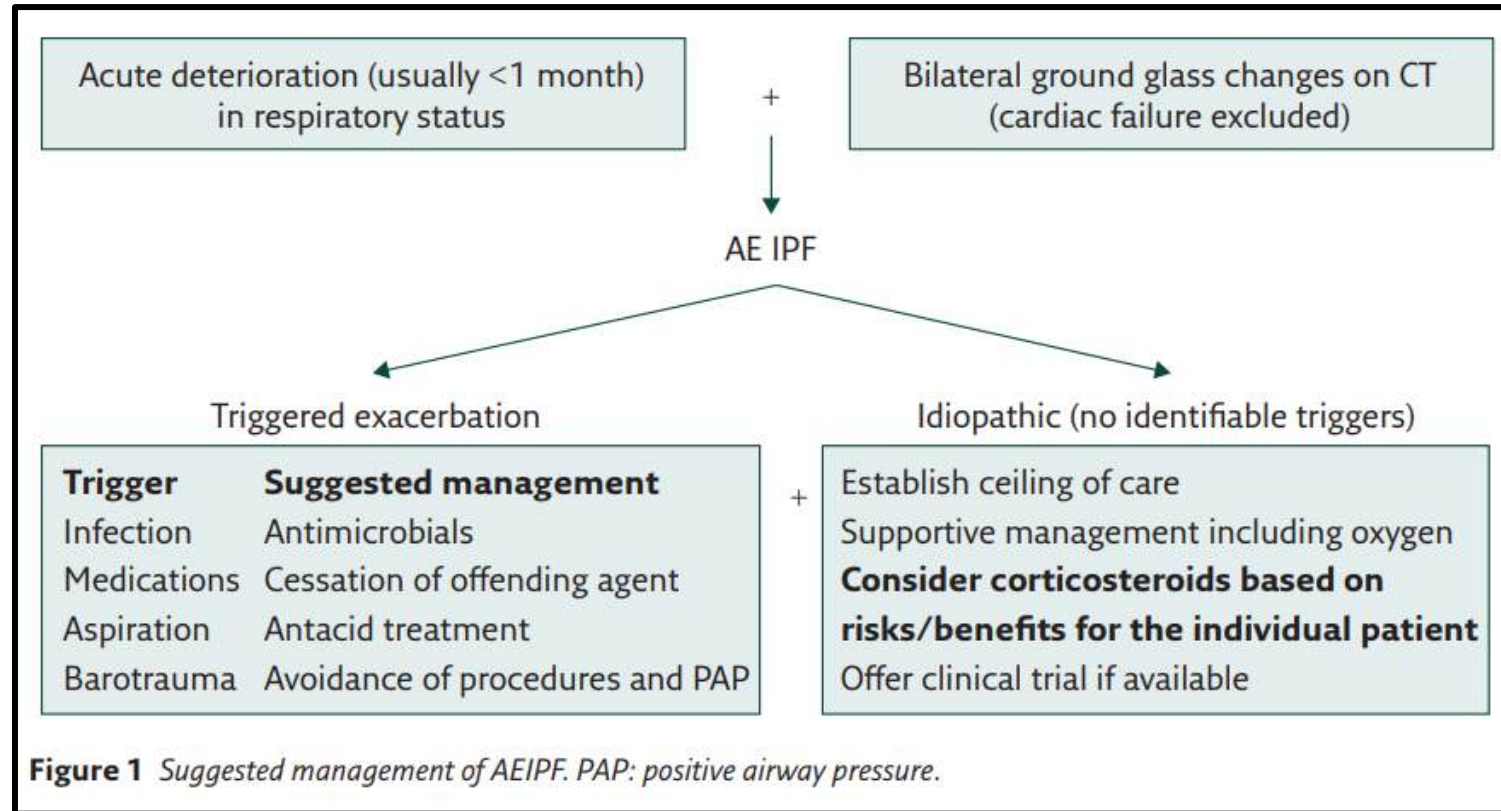 Acute deterioration (usually <1 month)
in respiratory status
+
Bilateral ground glass changes on CT
(cardiac failure excluded)
AE IPF
Triggered exacerbation
Trigger Suggested management
Infection Antimicrobials
Medications Cessation of offending agent
Aspiration Antacid treatment
Barotrauma Avoidance of procedures and PAP
+
Idiopathic (no identifiable triggers)
Establish ceiling of care
Supportive management including oxygen
Consider corticosteroids based on
risks/benefits for the individual patient
Offer clinical trial if available
Figure 1 Suggested management of AEIPF. PAP: positive airway pressure.